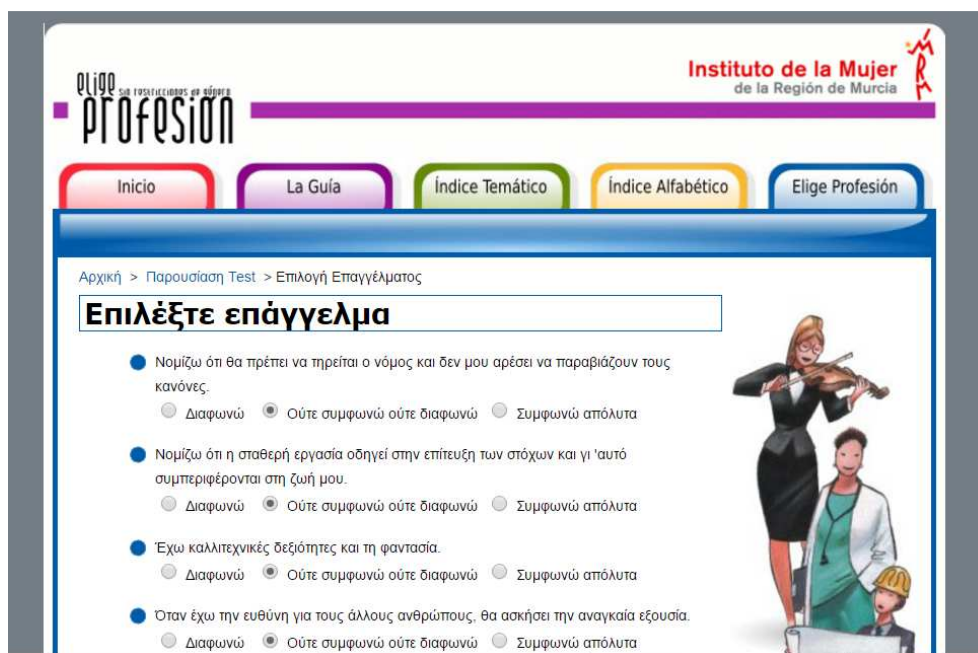 Instituto de la Mujer
de la Región de Murcia
elige
sin restricciones de género
profesión
Inicio
La Guía
Índice Temático
Índice Alfabético
Elige Profesión
Αρχική > Παρουσίαση Test > Επιλογή Επαγγέλματος
Επιλέξτε επάγγελμα
Νομίζω ότι θα πρέπει να τηρείται ο νόμος και δεν μου αρέσει να παραβιάζουν τους
κανόνες.
Διαφωνώ Ούτε συμφωνώ ούτε διαφωνώ Συμφωνώ απόλυτα
Νομίζω ότι η σταθερή εργασία οδηγεί στην επίτευξη των στόχων και γι 'αυτό
συμπεριφέρονται στη ζωή μου.
Διαφωνώ Ούτε συμφωνώ ούτε διαφωνώ Συμφωνώ απόλυτα
Έχω καλλιτεχνικές δεξιότητες και τη φαντασία.
Διαφωνώ Ούτε συμφωνώ ούτε διαφωνώ Συμφωνώ απόλυτα
Όταν έχω την ευθύνη για τους άλλους ανθρώπους, θα ασκήσει την αναγκαία εξουσία.
Διαφωνώ Ούτε συμφωνώ ούτε διαφωνώ Συμφωνώ απόλυτα